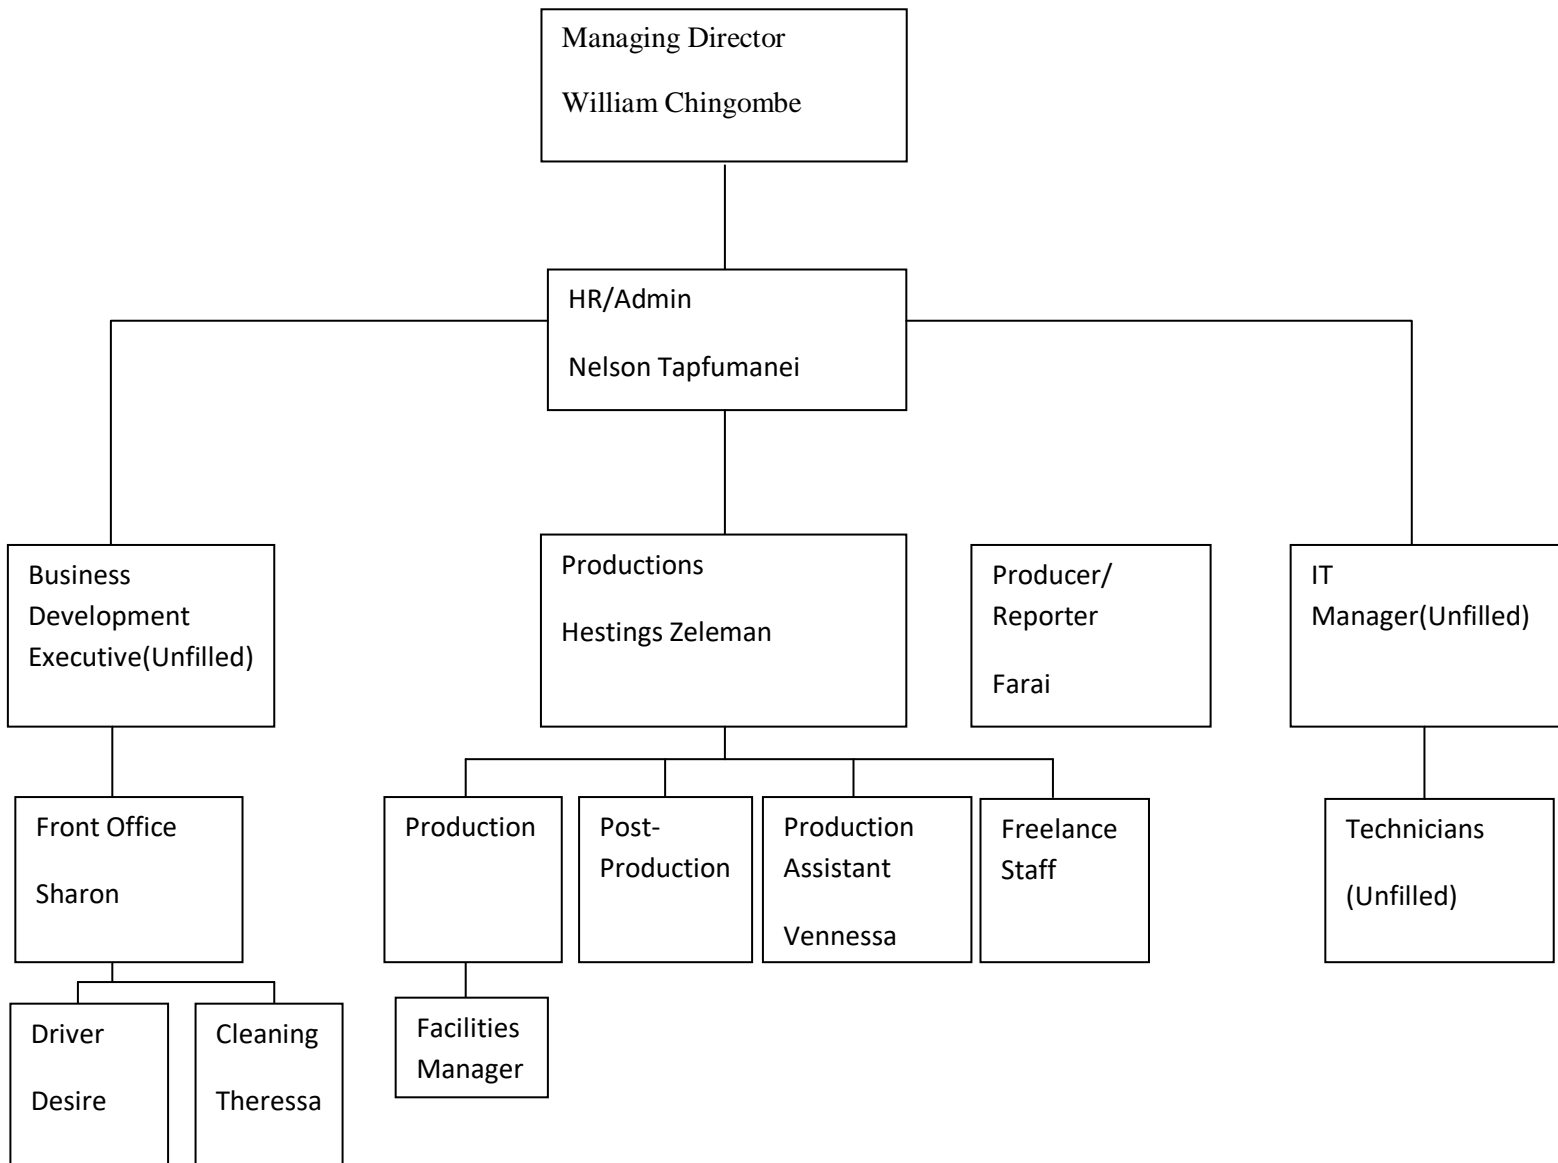 Managing Director
William Chingombe
HR/Admin
Nelson Tapfumanei
Business
Development
Executive(Unfilled)
Productions
Hestings Zeleman
Producer/
Reporter
Farai
IT
Manager(Unfilled)
Front Office
Sharon
Production
Post-
Production
Production
Assistant
Vennessa
Freelance
Staff
Technicians
(Unfilled)
Driver
Desire
Cleaning
Theressa
Facilities
Manager